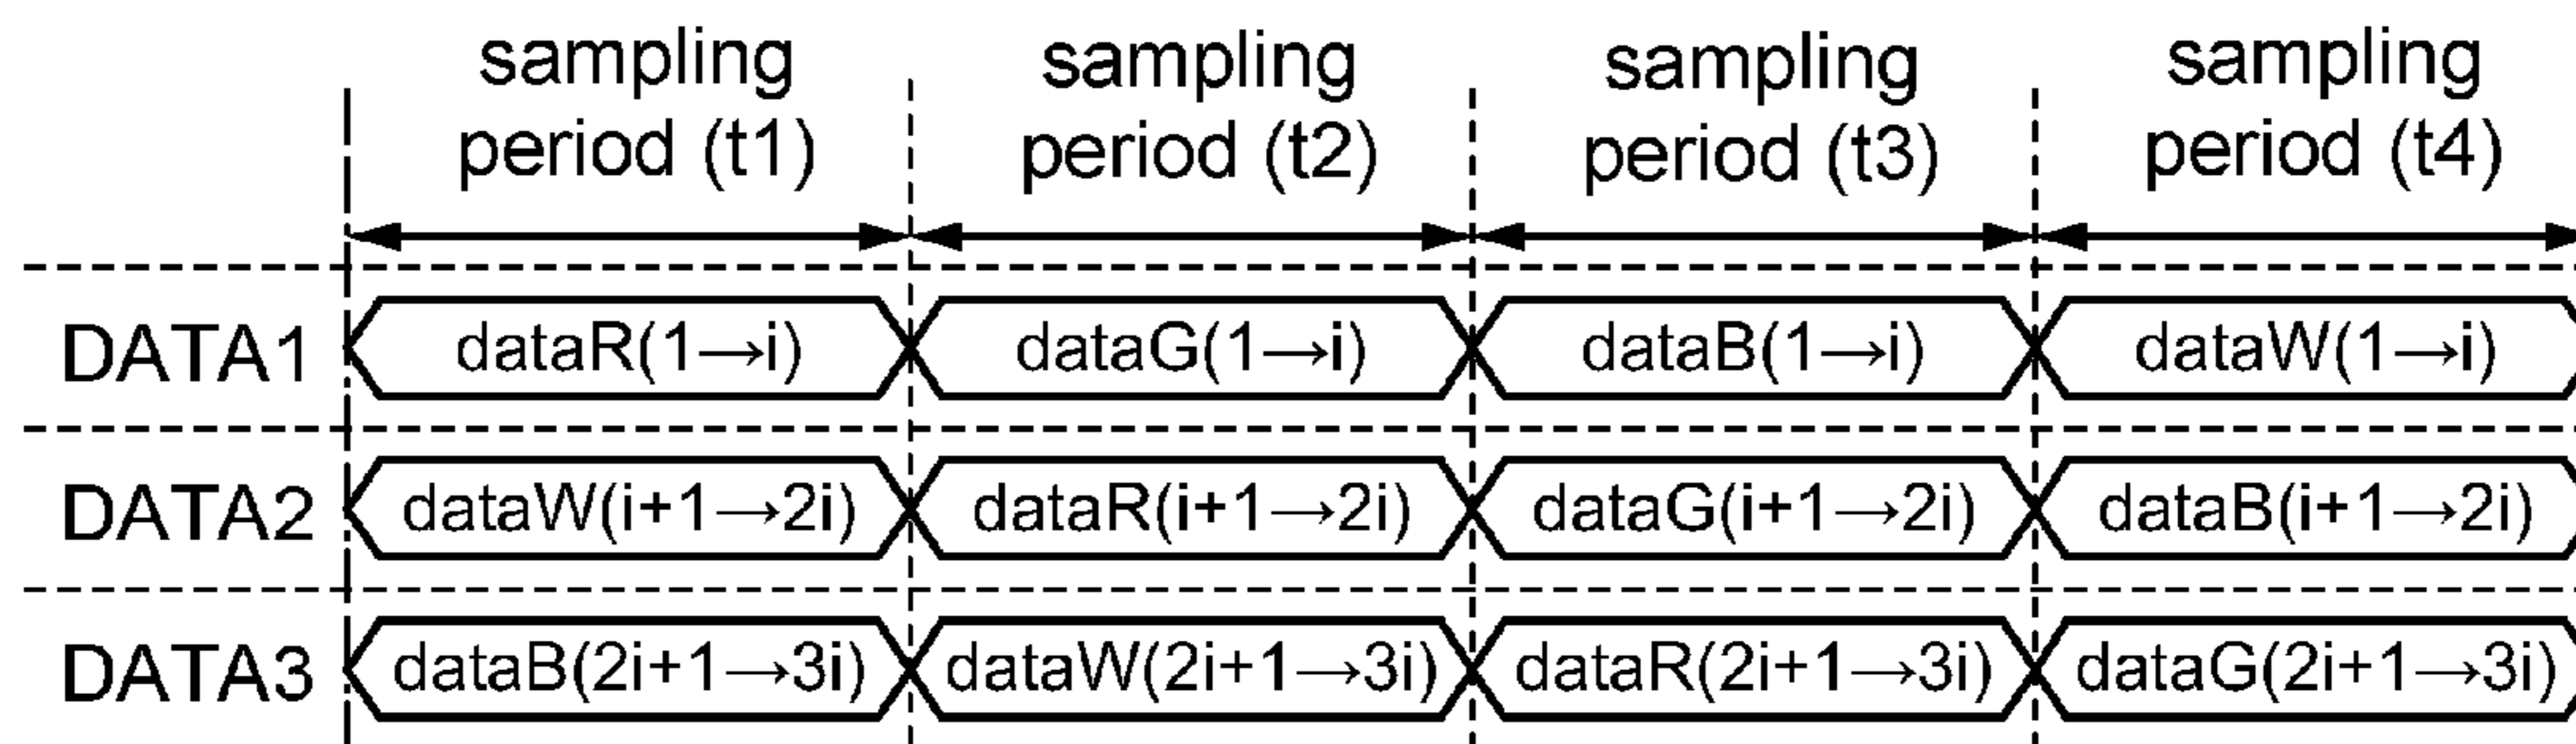 sampling period (t1) sampling period (t2) sampling period (t3) sampling period (t4)
DATA1 dataR(1→i) dataG(1→i) dataB(1→i) dataW(1→i)
DATA2 dataW(i+1→2i) dataR(i+1→2i) dataG(i+1→2i) dataB(i+1→2i)
DATA3 dataB(2i+1→3i) dataW(2i+1→3i) dataR(2i+1→3i) dataG(2i+1→3i)